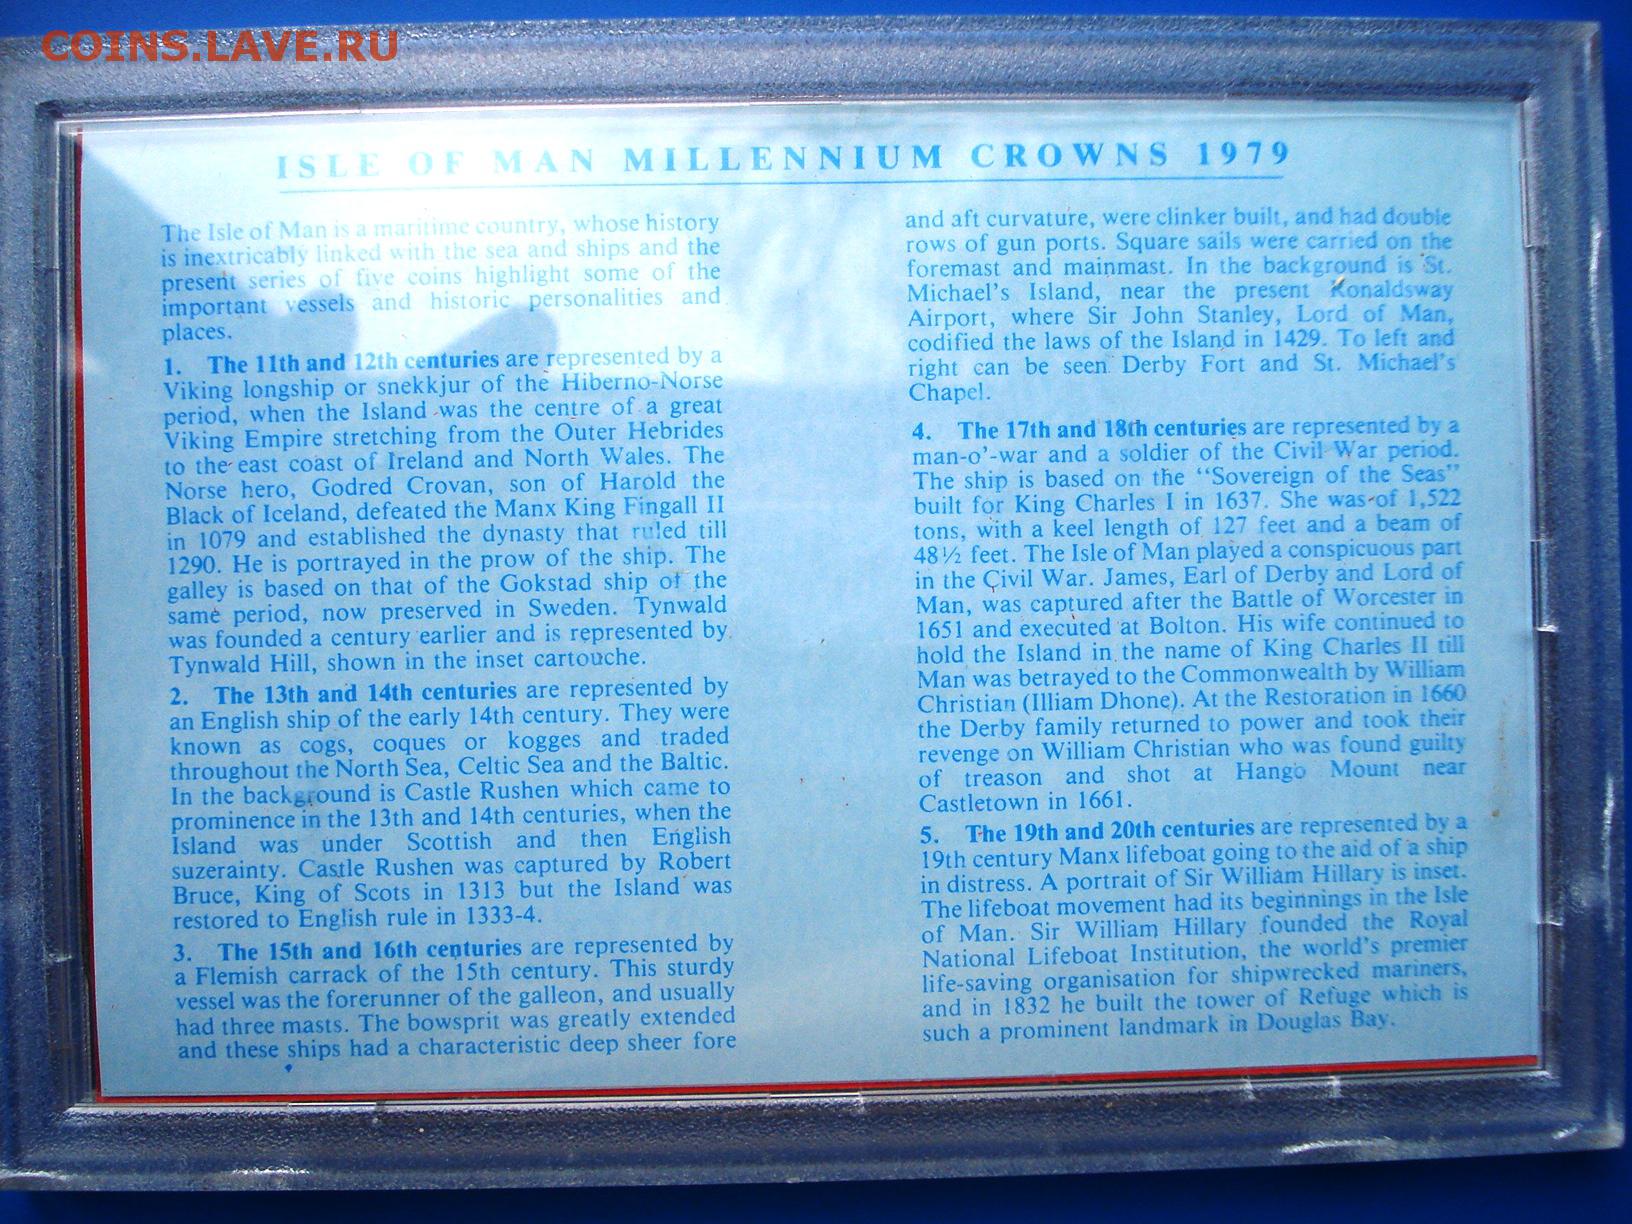 COINS.LAVE.RU
ISLE OF MAN MILLENNIUM CROWNS 1979
The Isle of Man is a maritime country, whose history
is inextricably linked with the sea and ships and the
present series of five coins highlight some of the
important vessels and historic personalities and
places.
1. The 11th and 12th centuries are represented by a
Viking longship or snekkjur of the Hiberno-Norse
period, when the Island was the centre of a great
Viking Empire stretching from the Outer Hebrides
to the east coast of Ireland and North Wales. The
Norse hero, Godred Crovan, son of Harold the
Black of Iceland, defeated the Manx King Fingall II
in 1079 and established the dynasty that ruled till
1290. He is portrayed in the prow of the ship. The
galley is based on that of the Gokstad ship of the
same period, now preserved in Sweden. Tynwald
was founded a century earlier and is represented by
Tynwald Hill, shown in the inset cartouche.
2. The 13th and 14th centuries are represented by
an English ship of the early 14th century. They were
known as cogs, coques or kogges and traded
throughout the North Sea, Celtic Sea and the Baltic.
In the background is Castle Rushen which came to
prominence in the 13th and 14th centuries, when the
Island was under Scottish and then English
suzerainty. Castle Rushen was captured by Robert
Bruce, King of Scots in 1313 but the Island was
restored to English rule in 1333-4.
3. The 15th and 16th centuries are represented by
a Flemish carrack of the 15th century. This sturdy
vessel was the forerunner of the galleon, and usually
had three masts. The bowsprit was greatly extended
and these ships had a characteristic deep sheer fore
and aft curvature, were clinker built, and had double
rows of gun ports. Square sails were carried on the
foremast and mainmast. In the background is St.
Michael's Island, near the present Ronaldsway
Airport, where Sir John Stanley, Lord of Man,
codified the laws of the Island in 1429. To left and
right can be seen Derby Fort and St. Michael's
Chapel.
4. The 17th and 18th centuries are represented by a
man-o'-war and a soldier of the Civil War period.
The ship is based on the "Sovereign of the Seas"
built for King Charles I in 1637. She was of 1,522
tons, with a keel length of 127 feet and a beam of
48½ feet. The Isle of Man played a conspicuous part
in the Civil War. James, Earl of Derby and Lord of
Man, was captured after the Battle of Worcester in
1651 and executed at Bolton. His wife continued to
hold the Island in the name of King Charles II till
Man was betrayed to the Commonwealth by William
Christian (Illiam Dhone). At the Restoration in 1660
the Derby family returned to power and took their
revenge on William Christian who was found guilty
of treason and shot at Hango Mount near
Castletown in 1661.
5. The 19th and 20th centuries are represented by a
19th century Manx lifeboat going to the aid of a ship
in distress. A portrait of Sir William Hillary is inset.
The lifeboat movement had its beginnings in the Isle
of Man. Sir William Hillary founded the Royal
National Lifeboat Institution, the world's premier
life-saving organisation for shipwrecked mariners,
and in 1832 he built the tower of Refuge which is
such a prominent landmark in Douglas Bay.